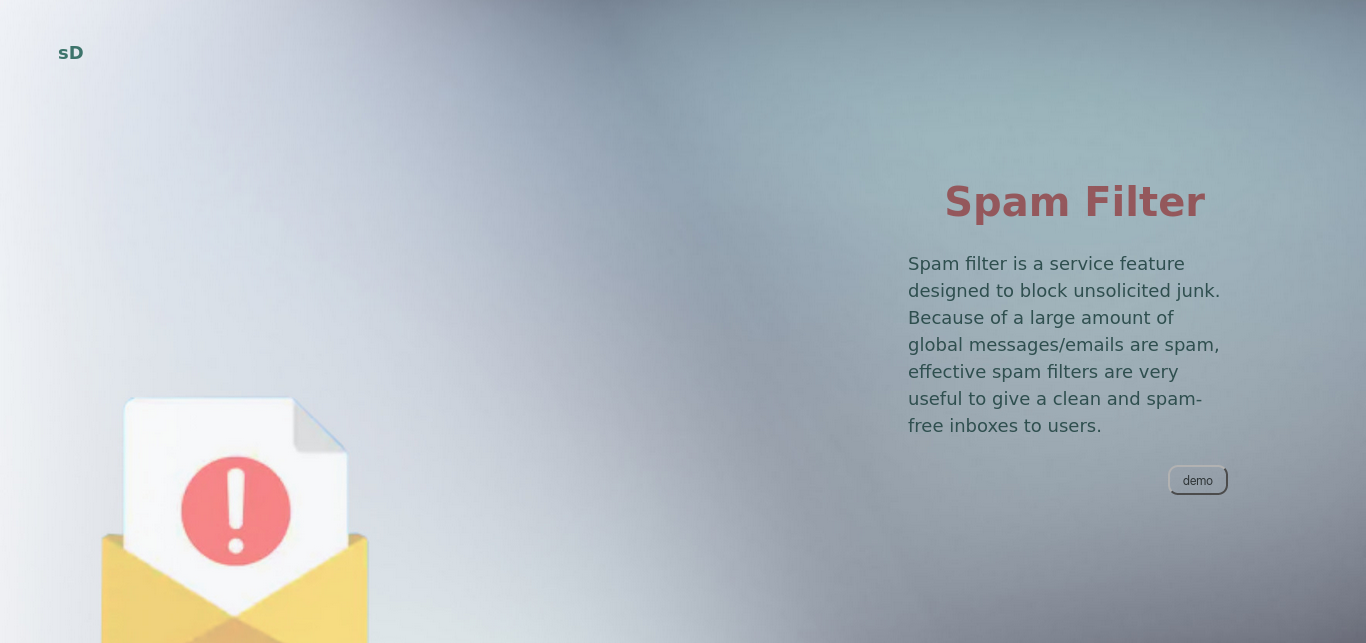 sD
Spam Filter
Spam filter is a service feature
designed to block unsolicited junk.
Because of a large amount of
global messages/emails are spam,
effective spam filters are very
useful to give a clean and spam-
free inboxes to users.
demo